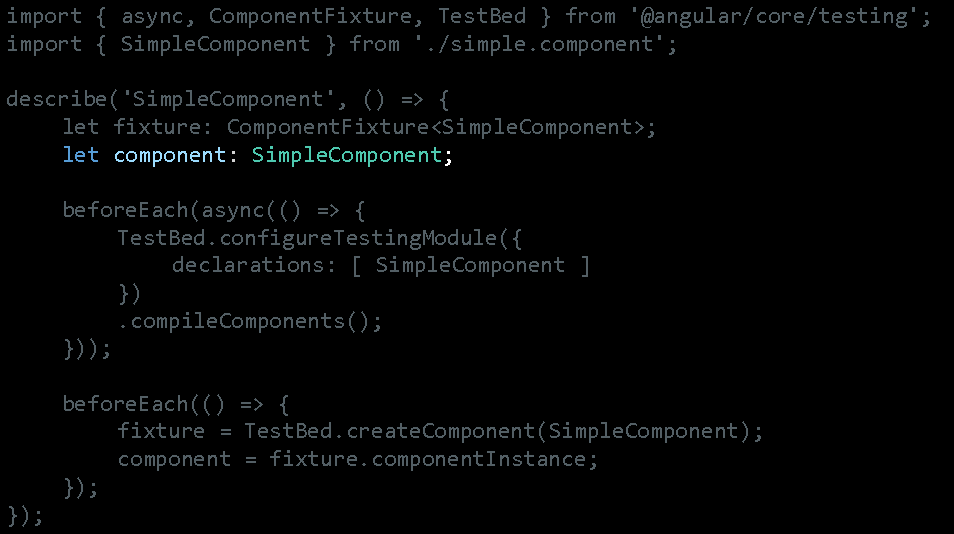 import { async, ComponentFixture, TestBed } from '@angular/core/testing';
import { SimpleComponent } from './simple.component';

describe('SimpleComponent', () => {
    let fixture: ComponentFixture<SimpleComponent>;
    let component: SimpleComponent;

    beforeEach(async(() => {
        TestBed.configureTestingModule({
            declarations: [ SimpleComponent ]
        })
        .compileComponents();
    }));

    beforeEach(() => {
        fixture = TestBed.createComponent(SimpleComponent);
        component = fixture.componentInstance;
    });
});